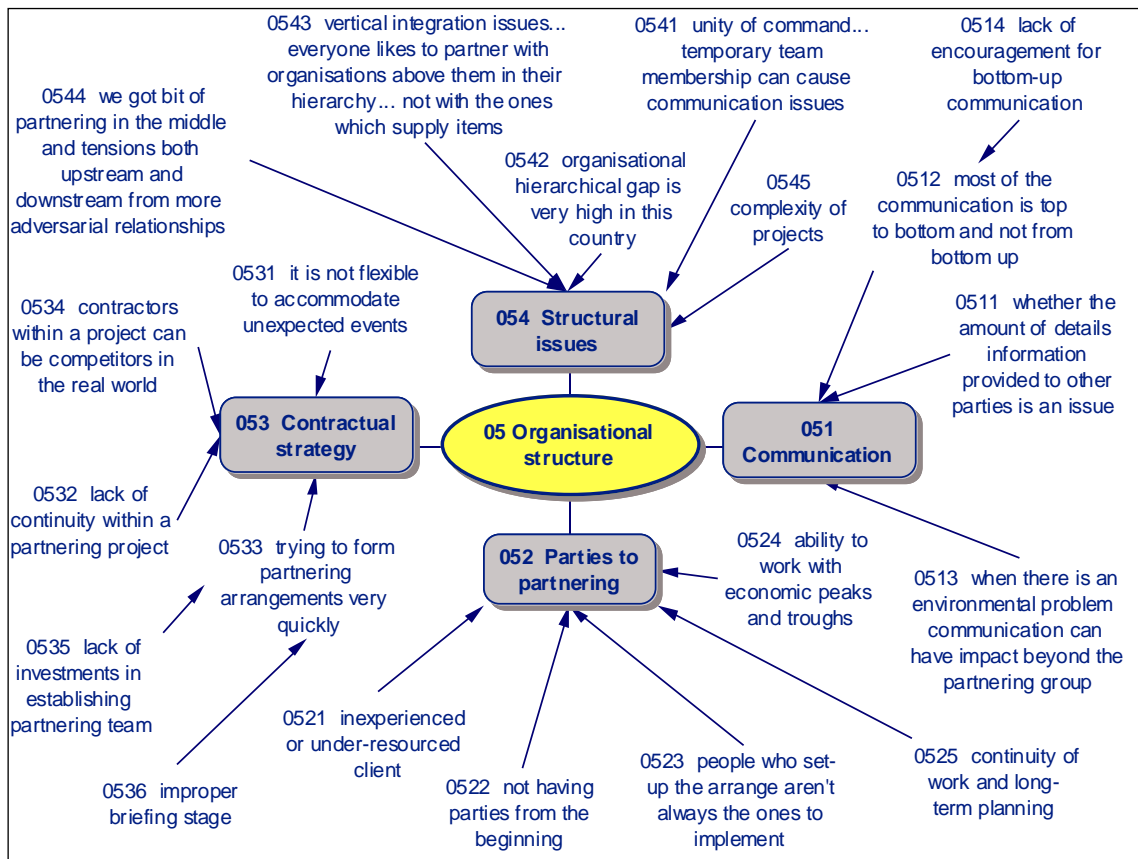 0543 vertical integration issues...
everyone likes to partner with
organisations above them in their
hierarchy... not with the ones
which supply items
0541 unity of command...
temporary team
membership can cause
communication issues
0514 lack of
encouragement for
bottom-up
communication
0544 we got bit of
partnering in the middle
and tensions both
upstream and
downstream from more
adversarial relationships
0542 organisational
hierarchical gap is
very high in this
country
0545
complexity of
projects
0512 most of the
communication is top
to bottom and not from
bottom up
0534 contractors
within a project can
be competitors in
the real world
0531 it is not flexible
to accommodate
unexpected events
054 Structural
issues
0511 whether the
amount of details
information
provided to other
parties is an issue
053 Contractual
strategy
05 Organisational
structure
051
Communication
0532 lack of
continuity within a
partnering project
0533 trying to form
partnering
arrangements very
quickly
052 Parties to
partnering
0524 ability to
work with
economic peaks
and troughs
0513 when there is an
environmental problem
communication can
have impact beyond the
partnering group
0535 lack of
investments in
establishing
partnering team
0521 inexperienced
or under-resourced
client
0536 improper
briefing stage
0522 not having
parties from the
beginning
0523 people who set-
up the arrange aren't
always the ones to
implement
0525 continuity of
work and long-
term planning